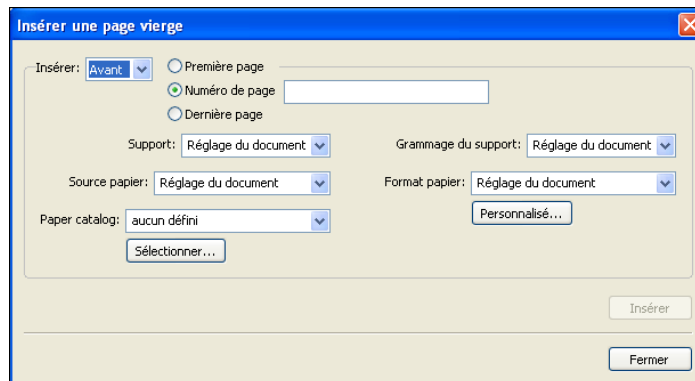 Insérer une page vierge
Insérer: Avant
Première page
Numéro de page
Dernière page
Support: Réglage du document Grammage du support: Réglage du document
Source papier: Réglage du document Format papier: Réglage du document
Paper catalog: aucun défini Personnalisé...
Sélectionner...
Insérer
Fermer